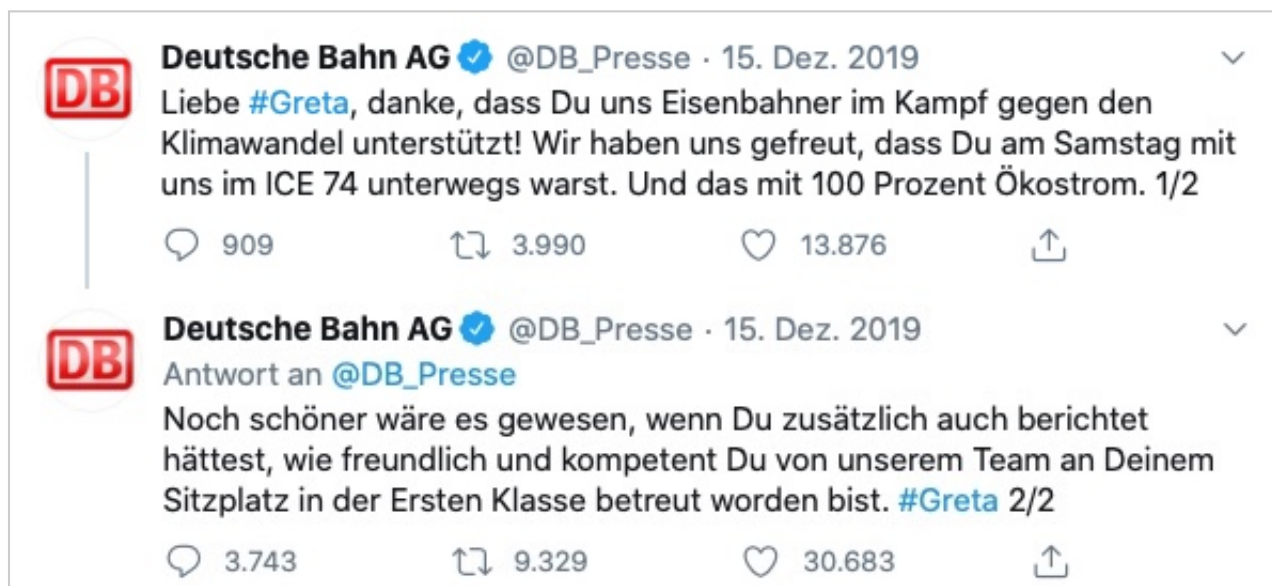 DB
Deutsche Bahn AG @DB_Presse · 15. Dez. 2019
Liebe #Greta, danke, dass Du uns Eisenbahner im Kampf gegen den
Klimawandel unterstützt! Wir haben uns gefreut, dass Du am Samstag mit
uns im ICE 74 unterwegs warst. Und das mit 100 Prozent Ökostrom. 1/2
909 3.990 13.876
DB
Deutsche Bahn AG @DB_Presse · 15. Dez. 2019
Antwort an @DB_Presse
Noch schöner wäre es gewesen, wenn Du zusätzlich auch berichtet
hättest, wie freundlich und kompetent Du von unserem Team an Deinem
Sitzplatz in der Ersten Klasse betreut worden bist. #Greta 2/2
3.743 9.329 30.683